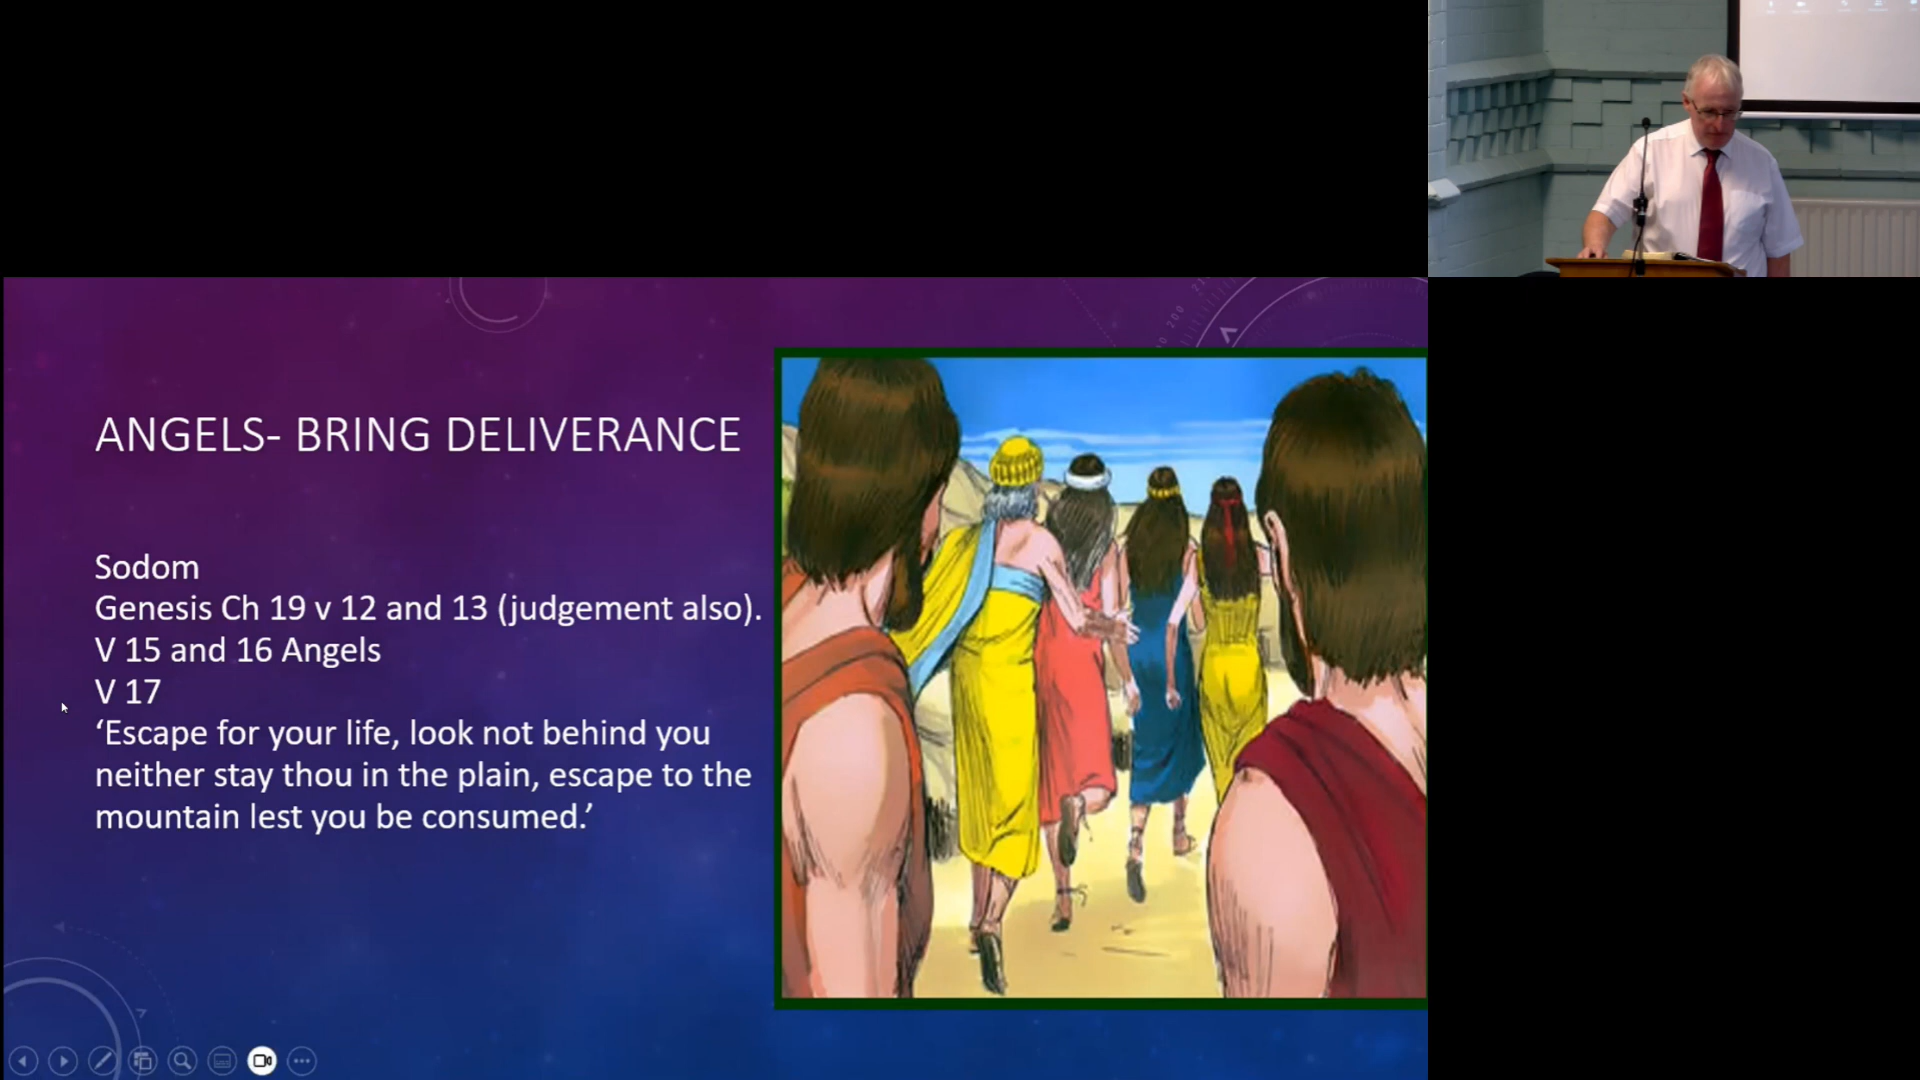 ANGELS- BRING DELIVERANCE
Sodom
Genesis Ch 19 v 12 and 13 (judgement also).
V 15 and 16 Angels
V 17
‘Escape for your life, look not behind you
neither stay thou in the plain, escape to the
mountain lest you be consumed.’
200